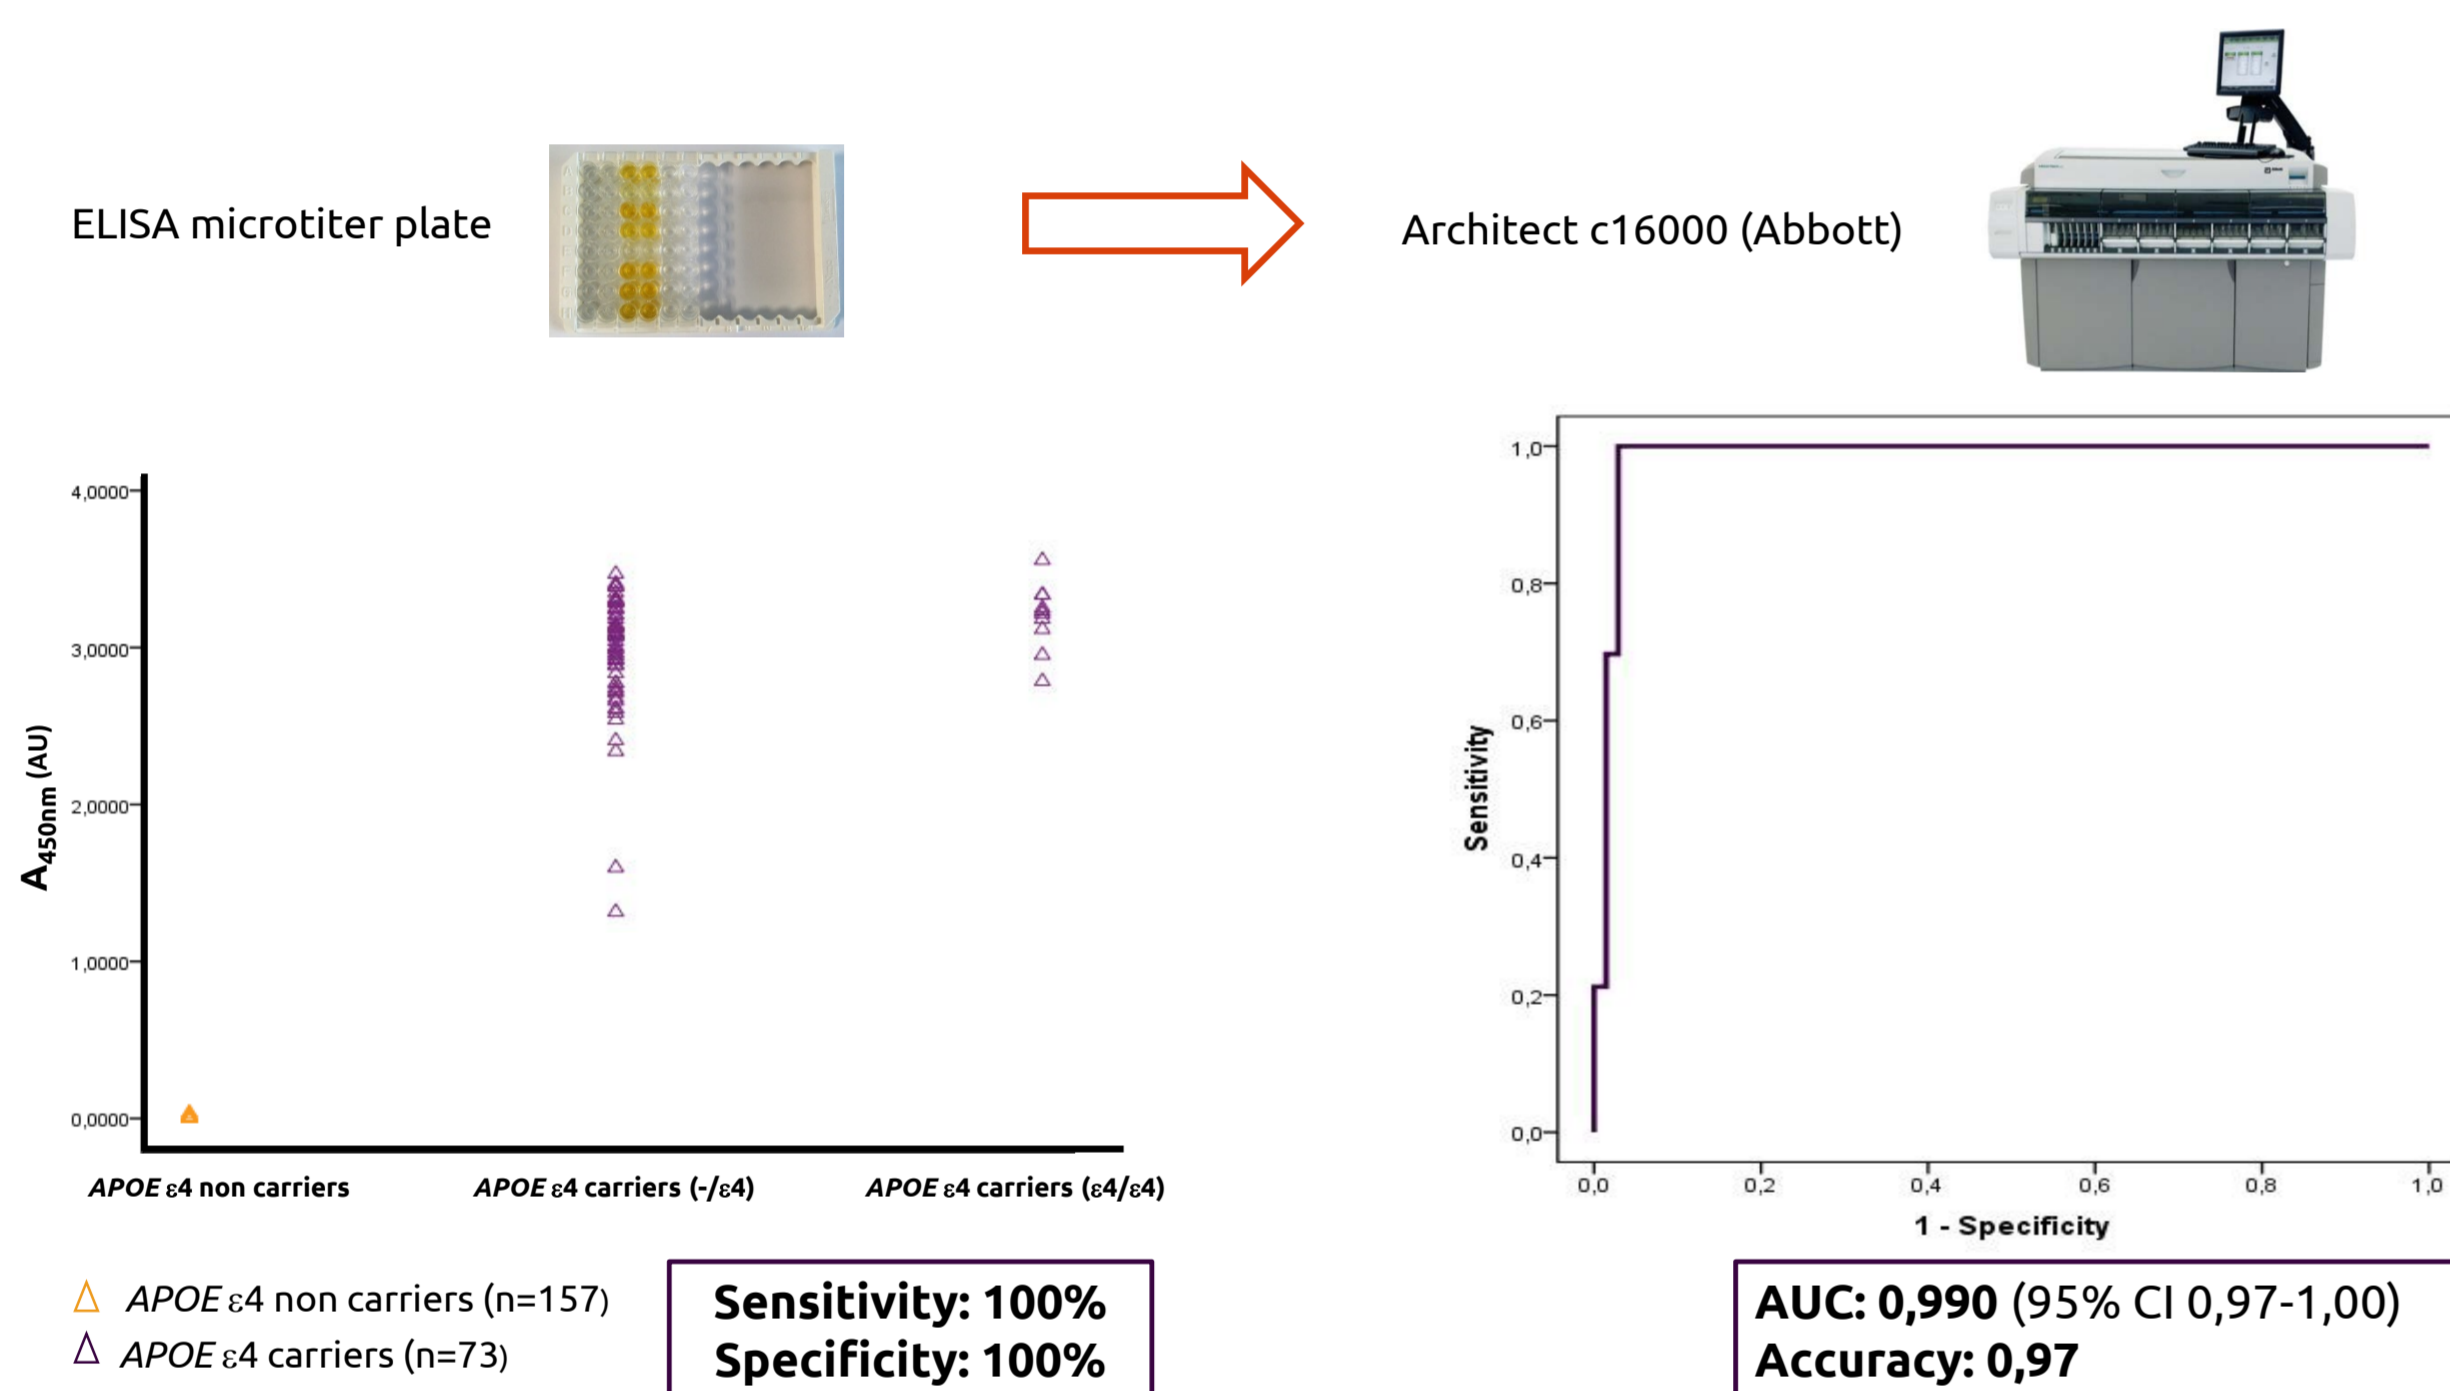 ELISA microtiter plate
Architect c16000 (Abbott)
4,0000
3,0000
2,0000
1,0000
0,0000
A450nm (AU)
APOE ε4 non carriers
APOE ε4 carriers (-/ε4)
APOE ε4 carriers (ε4/ε4)
APOE ε4 non carriers (n=157)
APOE ε4 carriers (n=73)
Sensitivity: 100%
Specificity: 100%
1,0
0,8
0,6
0,4
0,2
0,0
Sensitivity
0,0
0,2
0,4
0,6
0,8
1,0
1 - Specificity
AUC: 0,990 (95% CI 0,97-1,00)
Accuracy: 0,97